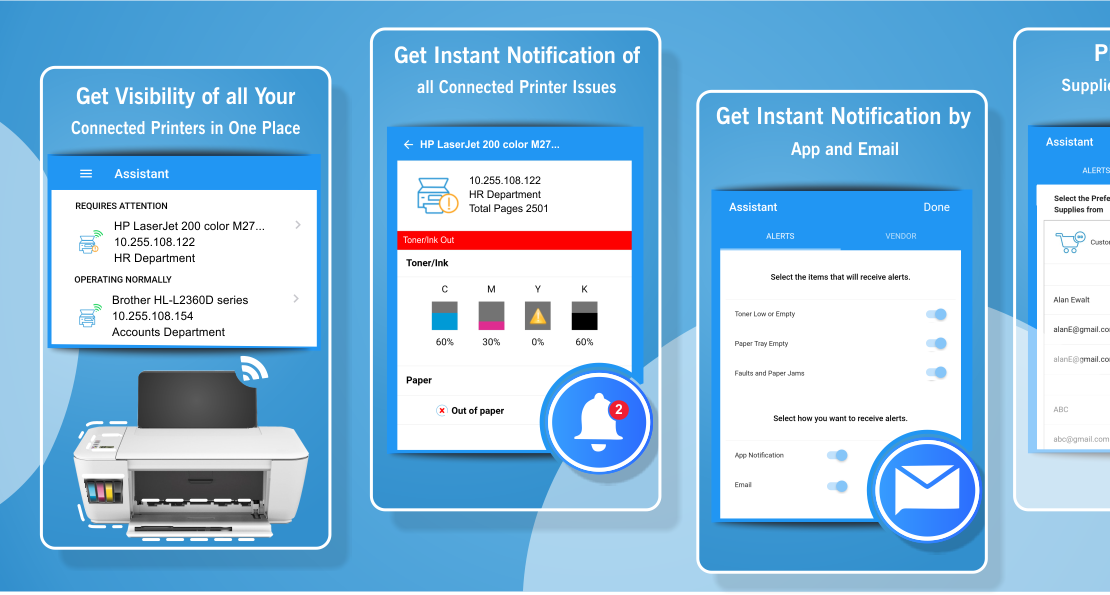 Get Visibility of all Your
Connected Printers in One Place
Assistant
REQUIRES ATTENTION
HP LaserJet 200 color M27...
10.255.108.122
HR Department
OPERATING NORMALLY
Brother HL-L2360D series
10.255.108.154
Accounts Department
Get Instant Notification of
all Connected Printer Issues
HP LaserJet 200 color M27...
10.255.108.122
HR Department
Total Pages 2501
Toner/Ink Out
Toner/Ink
C M Y K
60% 30% 0% 60%
Paper
Out of paper
2
Get Instant Notification by
App and Email
Assistant Done
ALERTS VENDOR
Select the items that will receive alerts.
Toner Low or Empty
Paper Tray Empty
Faults and Paper Jams
Select how you want to receive alerts.
App Notification
Email
P
Supplie
Assistant
ALERTS
Select the Prefe
Supplies from
Custo
Alan Ewalt
alanE@gmail.co
alanE@gmail.co
ABC
abc@gmail.com